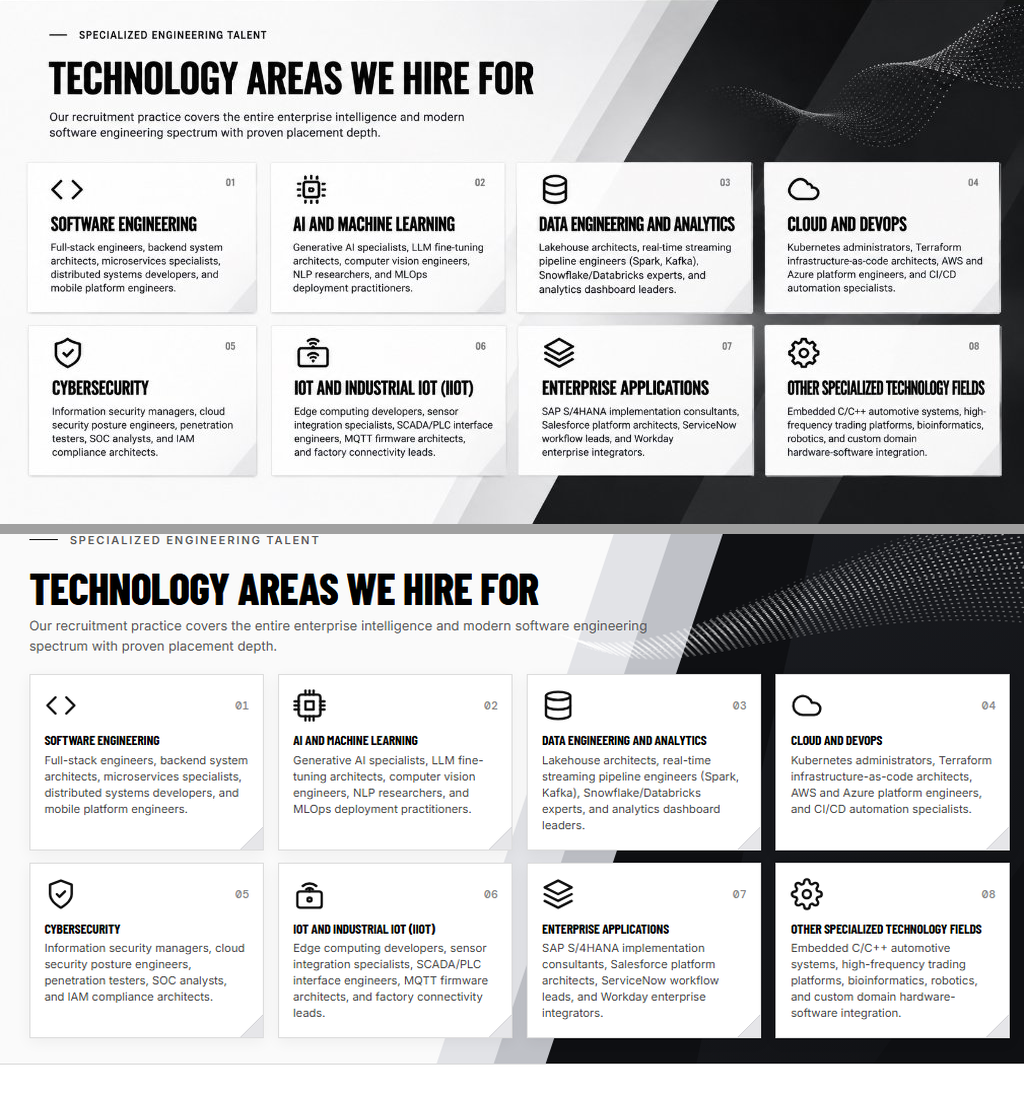 SPECIALIZED ENGINEERING TALENT
TECHNOLOGY AREAS WE HIRE FOR
Our recruitment practice covers the entire enterprise intelligence and modern
software engineering spectrum with proven placement depth.
01
SOFTWARE ENGINEERING
Full-stack engineers, backend system
architects, microservices specialists,
distributed systems developers, and
mobile platform engineers.
02
AI AND MACHINE LEARNING
Generative AI specialists, LLM fine-tuning
architects, computer vision engineers,
NLP researchers, and MLOps
deployment practitioners.
03
DATA ENGINEERING AND ANALYTICS
Lakehouse architects, real-time streaming
pipeline engineers (Spark, Kafka),
Snowflake/Databricks experts, and
analytics dashboard leaders.
04
CLOUD AND DEVOPS
Kubernetes administrators, Terraform
infrastructure-as-code architects, AWS and
Azure platform engineers, and CI/CD
automation specialists.
05
CYBERSECURITY
Information security managers, cloud
security posture engineers, penetration
testers, SOC analysts, and IAM
compliance architects.
06
IOT AND INDUSTRIAL IOT (IIOT)
Edge computing developers, sensor
integration specialists, SCADA/PLC interface
engineers, MQTT firmware architects,
and factory connectivity leads.
07
ENTERPRISE APPLICATIONS
SAP S/4HANA implementation consultants,
Salesforce platform architects, ServiceNow
workflow leads, and Workday
enterprise integrators.
08
OTHER SPECIALIZED TECHNOLOGY FIELDS
Embedded C/C++ automotive systems, high-
frequency trading platforms, bioinformatics,
robotics, and custom domain
hardware-software integration.
SPECIALIZED ENGINEERING TALENT
TECHNOLOGY AREAS WE HIRE FOR
Our recruitment practice covers the entire enterprise intelligence and modern software engineering
spectrum with proven placement depth.
01
SOFTWARE ENGINEERING
Full-stack engineers, backend system
architects, microservices specialists,
distributed systems developers, and
mobile platform engineers.
02
AI AND MACHINE LEARNING
Generative AI specialists, LLM fine-
tuning architects, computer vision
engineers, NLP researchers, and
MLOps deployment practitioners.
03
DATA ENGINEERING AND ANALYTICS
Lakehouse architects, real-time
streaming pipeline engineers (Spark,
Kafka), Snowflake/Databricks
experts, and analytics dashboard
leaders.
04
CLOUD AND DEVOPS
Kubernetes administrators, Terraform
infrastructure-as-code architects,
AWS and Azure platform engineers,
and CI/CD automation specialists.
05
CYBERSECURITY
Information security managers, cloud
security posture engineers,
penetration testers, SOC analysts,
and IAM compliance architects.
06
IOT AND INDUSTRIAL IOT (IIOT)
Edge computing developers, sensor
integration specialists, SCADA/PLC
interface engineers, MQTT firmware
architects, and factory connectivity
leads.
07
ENTERPRISE APPLICATIONS
SAP S/4HANA implementation
consultants, Salesforce platform
architects, ServiceNow workflow
leads, and Workday enterprise
integrators.
08
OTHER SPECIALIZED TECHNOLOGY FIELDS
Embedded C/C++ automotive
systems, high-frequency trading
platforms, bioinformatics, robotics,
and custom domain hardware-
software integration.